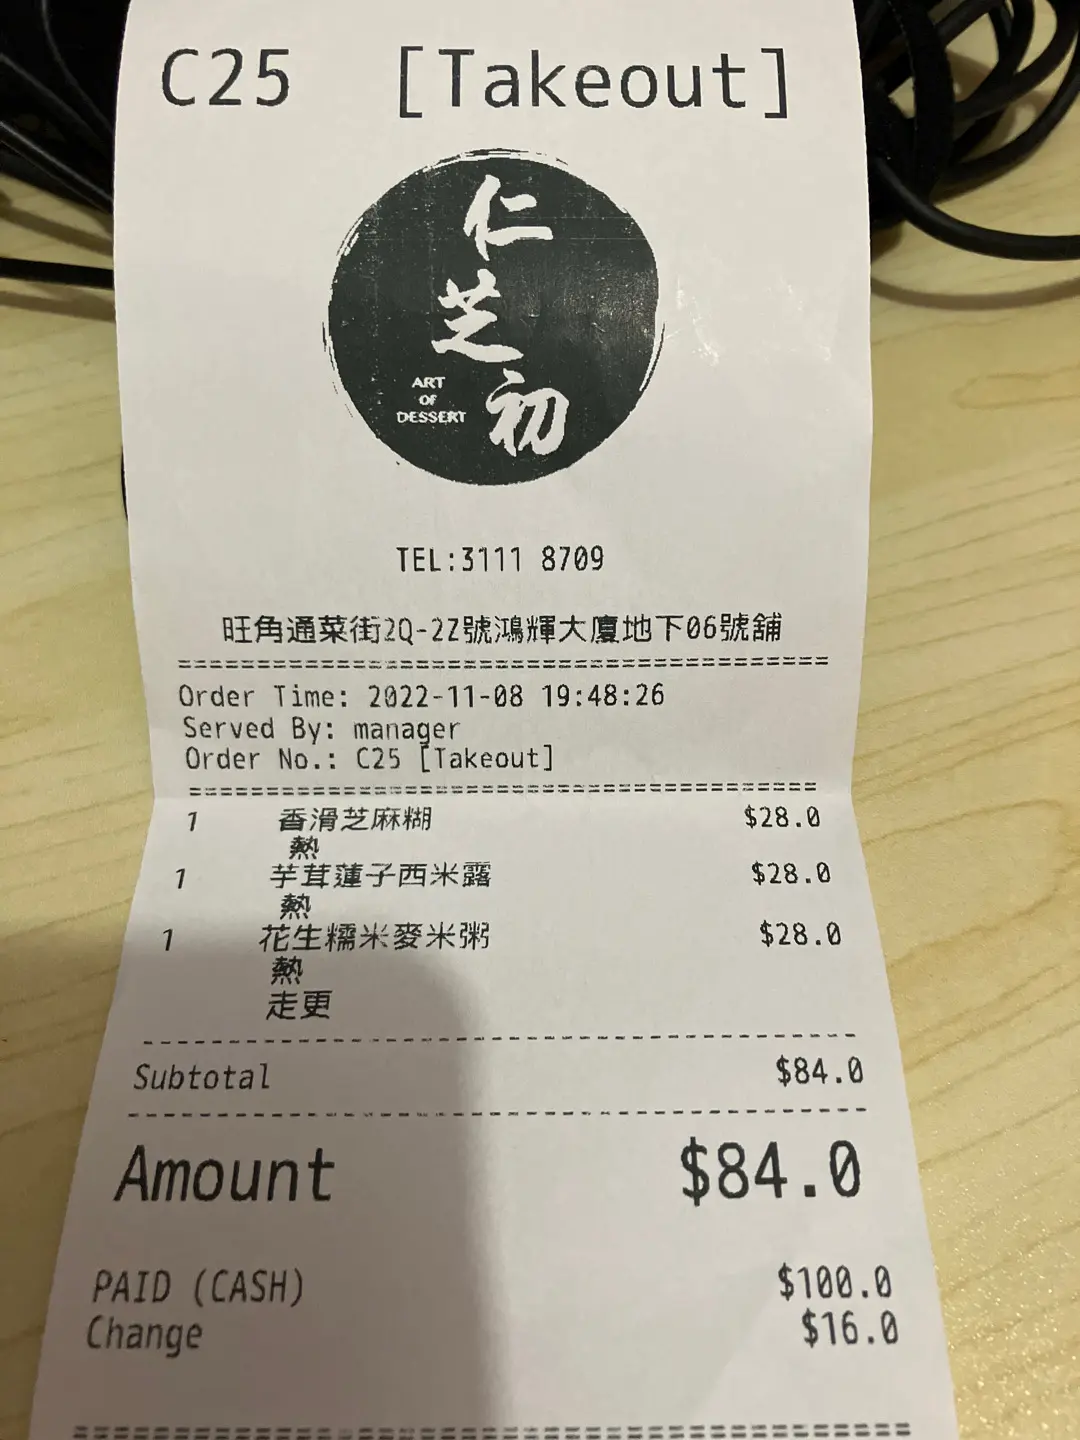 C25 [Takeout]
仁
芝
初
ART
OF
DESSERT
TEL:3111 8709
旺角通菜街2Q-2Z號鴻輝大廈地下06號舖
========================================
Order Time: 2022-11-08 19:48:26
Served By: manager
Order No.: C25 [Takeout]
========================================
1 香滑芝麻糊 $28.0
熱
1 芋茸蓮子西米露 $28.0
熱
1 花生糯米麥米粥 $28.0
熱
走更
----------------------------------------
Subtotal $84.0
----------------------------------------
Amount $84.0
PAID (CASH) $100.0
Change $16.0
========================================